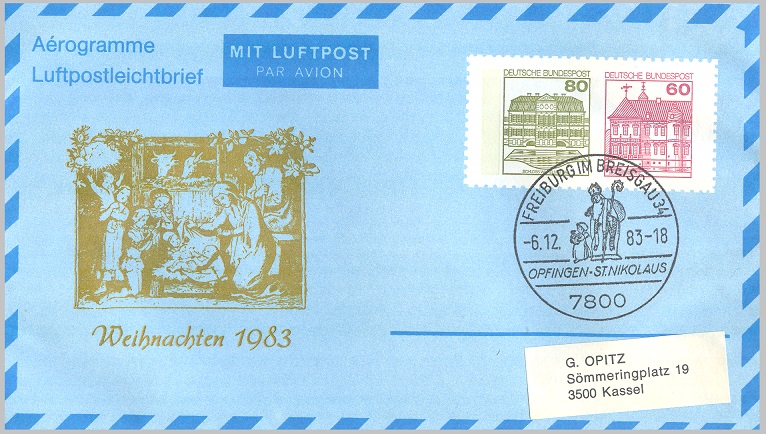 Aérogramme
Luftpostleichtbrief
MIT LUFTPOST
PAR AVION
DEUTSCHE BUNDESPOST
80
DEUTSCHE BUNDESPOST
60
FREIBURG IM BREISGAU 34
-6.12. 83-18
OPFINGEN-ST.NIKOLAUS
7800
Weihnachten 1983
G. OPITZ
Sömmeringplatz 19
3500 Kassel